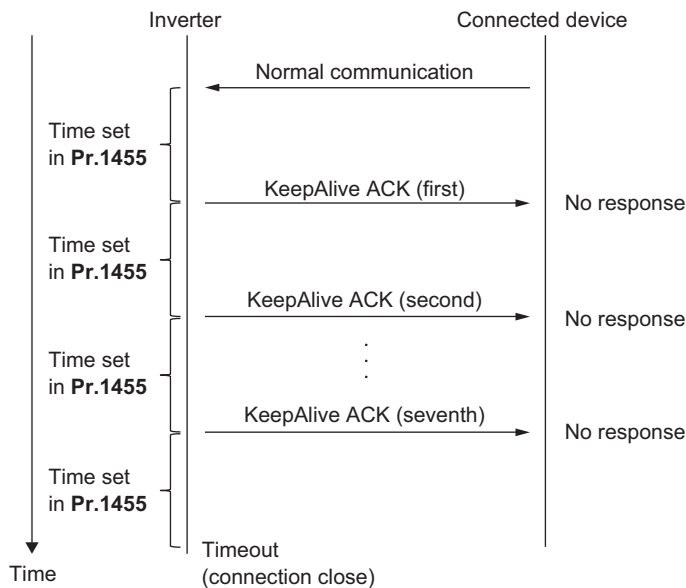 Inverter
Connected device
Normal communication
Time set
in Pr.1455
KeepAlive ACK (first)
No response
Time set
in Pr.1455
KeepAlive ACK (second)
No response
.
.
.
Time set
in Pr.1455
KeepAlive ACK (seventh)
No response
Time set
in Pr.1455
Timeout
(connection close)
Time